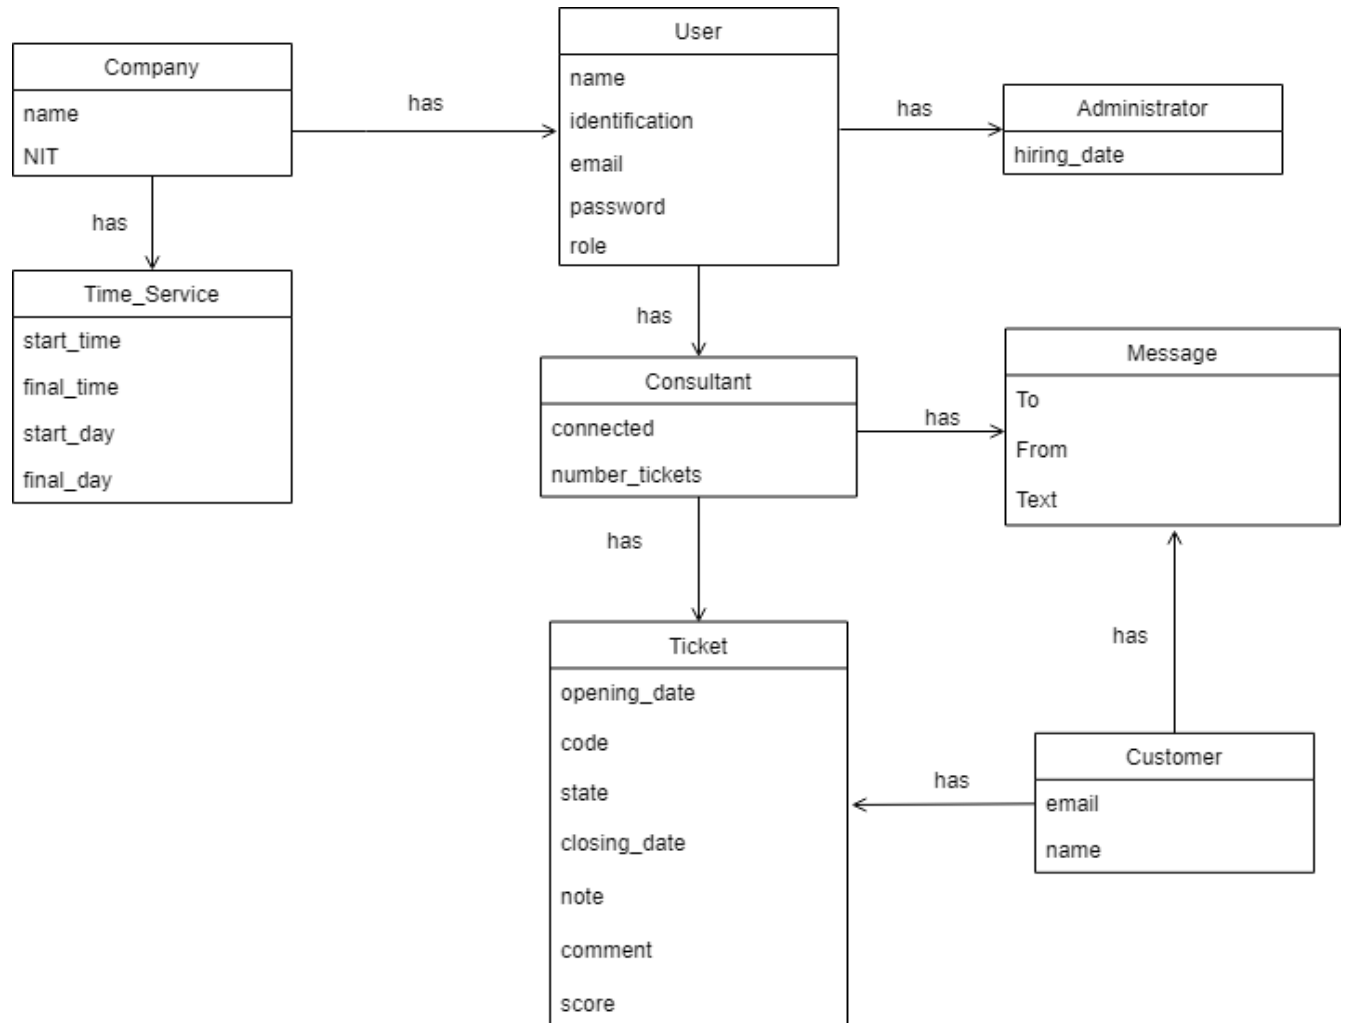 Company
name
NIT
has
User
name
identification
email
password
role
has
Administrator
hiring_date
has
Time_Service
start_time
final_time
start_day
final_day
has
Consultant
connected
number_tickets
has
Message
To
From
Text
has
Ticket
opening_date
code
state
closing_date
note
comment
score
has
Customer
email
name
has